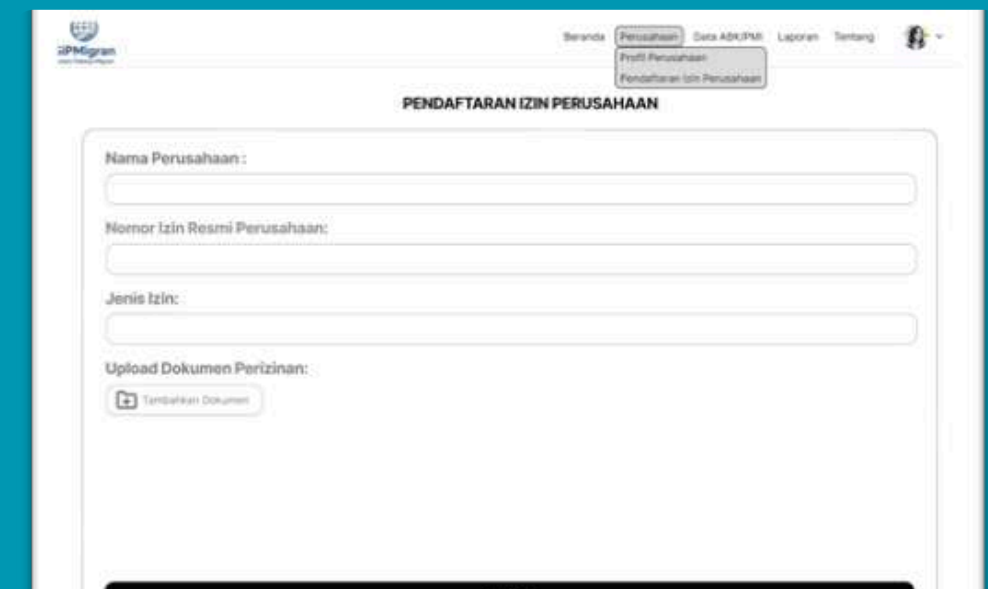 iiPMigran
Beranda Perusahaan Data ABK/PMI Laporan Tentang
Profil Perusahaan
Pendaftaran Izin Perusahaan
PENDAFTARAN IZIN PERUSAHAAN
Nama Perusahaan :
Nomor Izin Resmi Perusahaan:
Jenis Izin:
Upload Dokumen Perizinan:
Tambahkan Dokumen